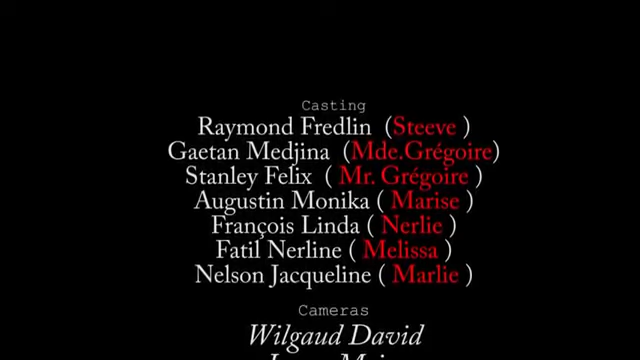 Casting
Raymond Fredlin (Steeve )
Gaetan Medjina (Mde.Grégoire)
Stanley Felix ( Mr. Grégoire )
Augustin Monika ( Marise )
François Linda ( Nerlie )
Fatil Nerline ( Melissa )
Nelson Jacqueline ( Marlie )
Cameras
Wilgaud David